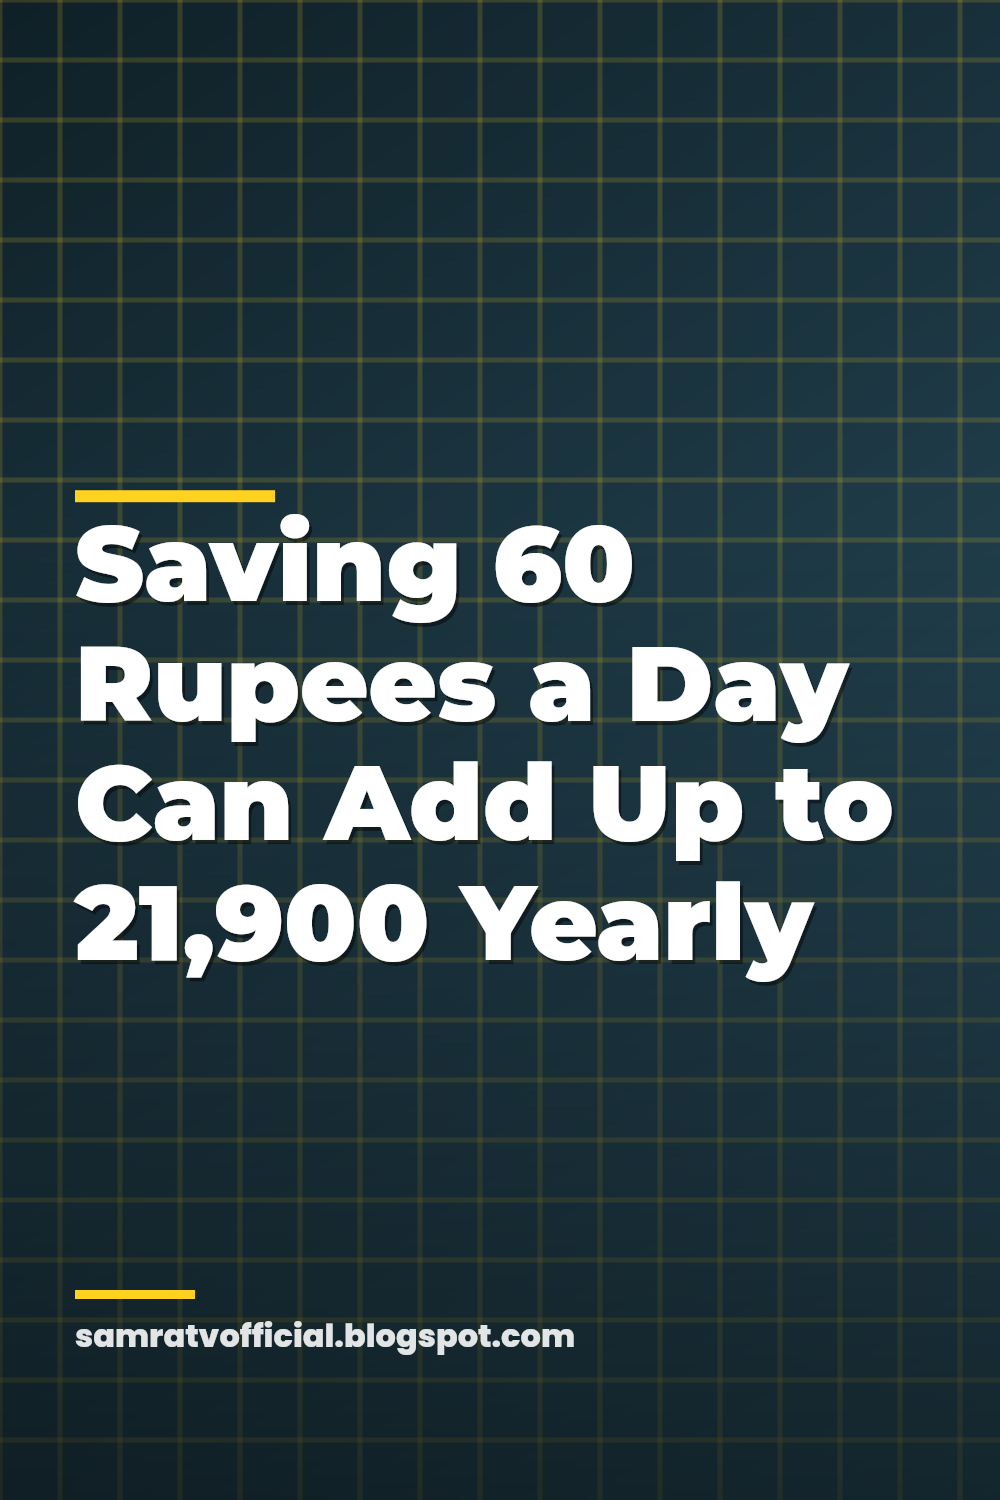 Saving 60
Rupees a Day
Can Add Up to
21,900 Yearly
samratvofficial.blogspot.com